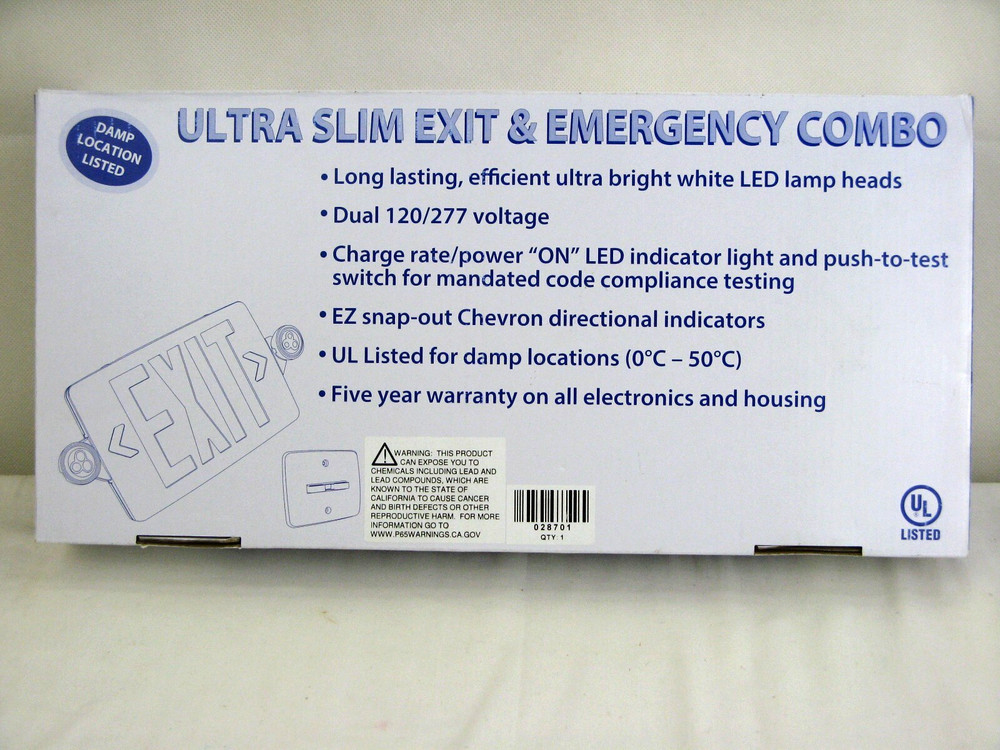 DAMP
LOCATION
LISTED
ULTRA SLIM EXIT & EMERGENCY COMBO
• Long lasting, efficient ultra bright white LED lamp heads
• Dual 120/277 voltage
• Charge rate/power “ON” LED indicator light and push-to-test
switch for mandated code compliance testing
• EZ snap-out Chevron directional indicators
• UL Listed for damp locations (0°C – 50°C)
• Five year warranty on all electronics and housing
EXIT
WARNING: THIS PRODUCT
CAN EXPOSE YOU TO
CHEMICALS INCLUDING LEAD AND
LEAD COMPOUNDS, WHICH ARE
KNOWN TO THE STATE OF
CALIFORNIA TO CAUSE CANCER
AND BIRTH DEFECTS OR OTHER
REPRODUCTIVE HARM. FOR MORE
INFORMATION GO TO
WWW.P65WARNINGS.CA.GOV
028701
QTY 1
UL
®
LISTED